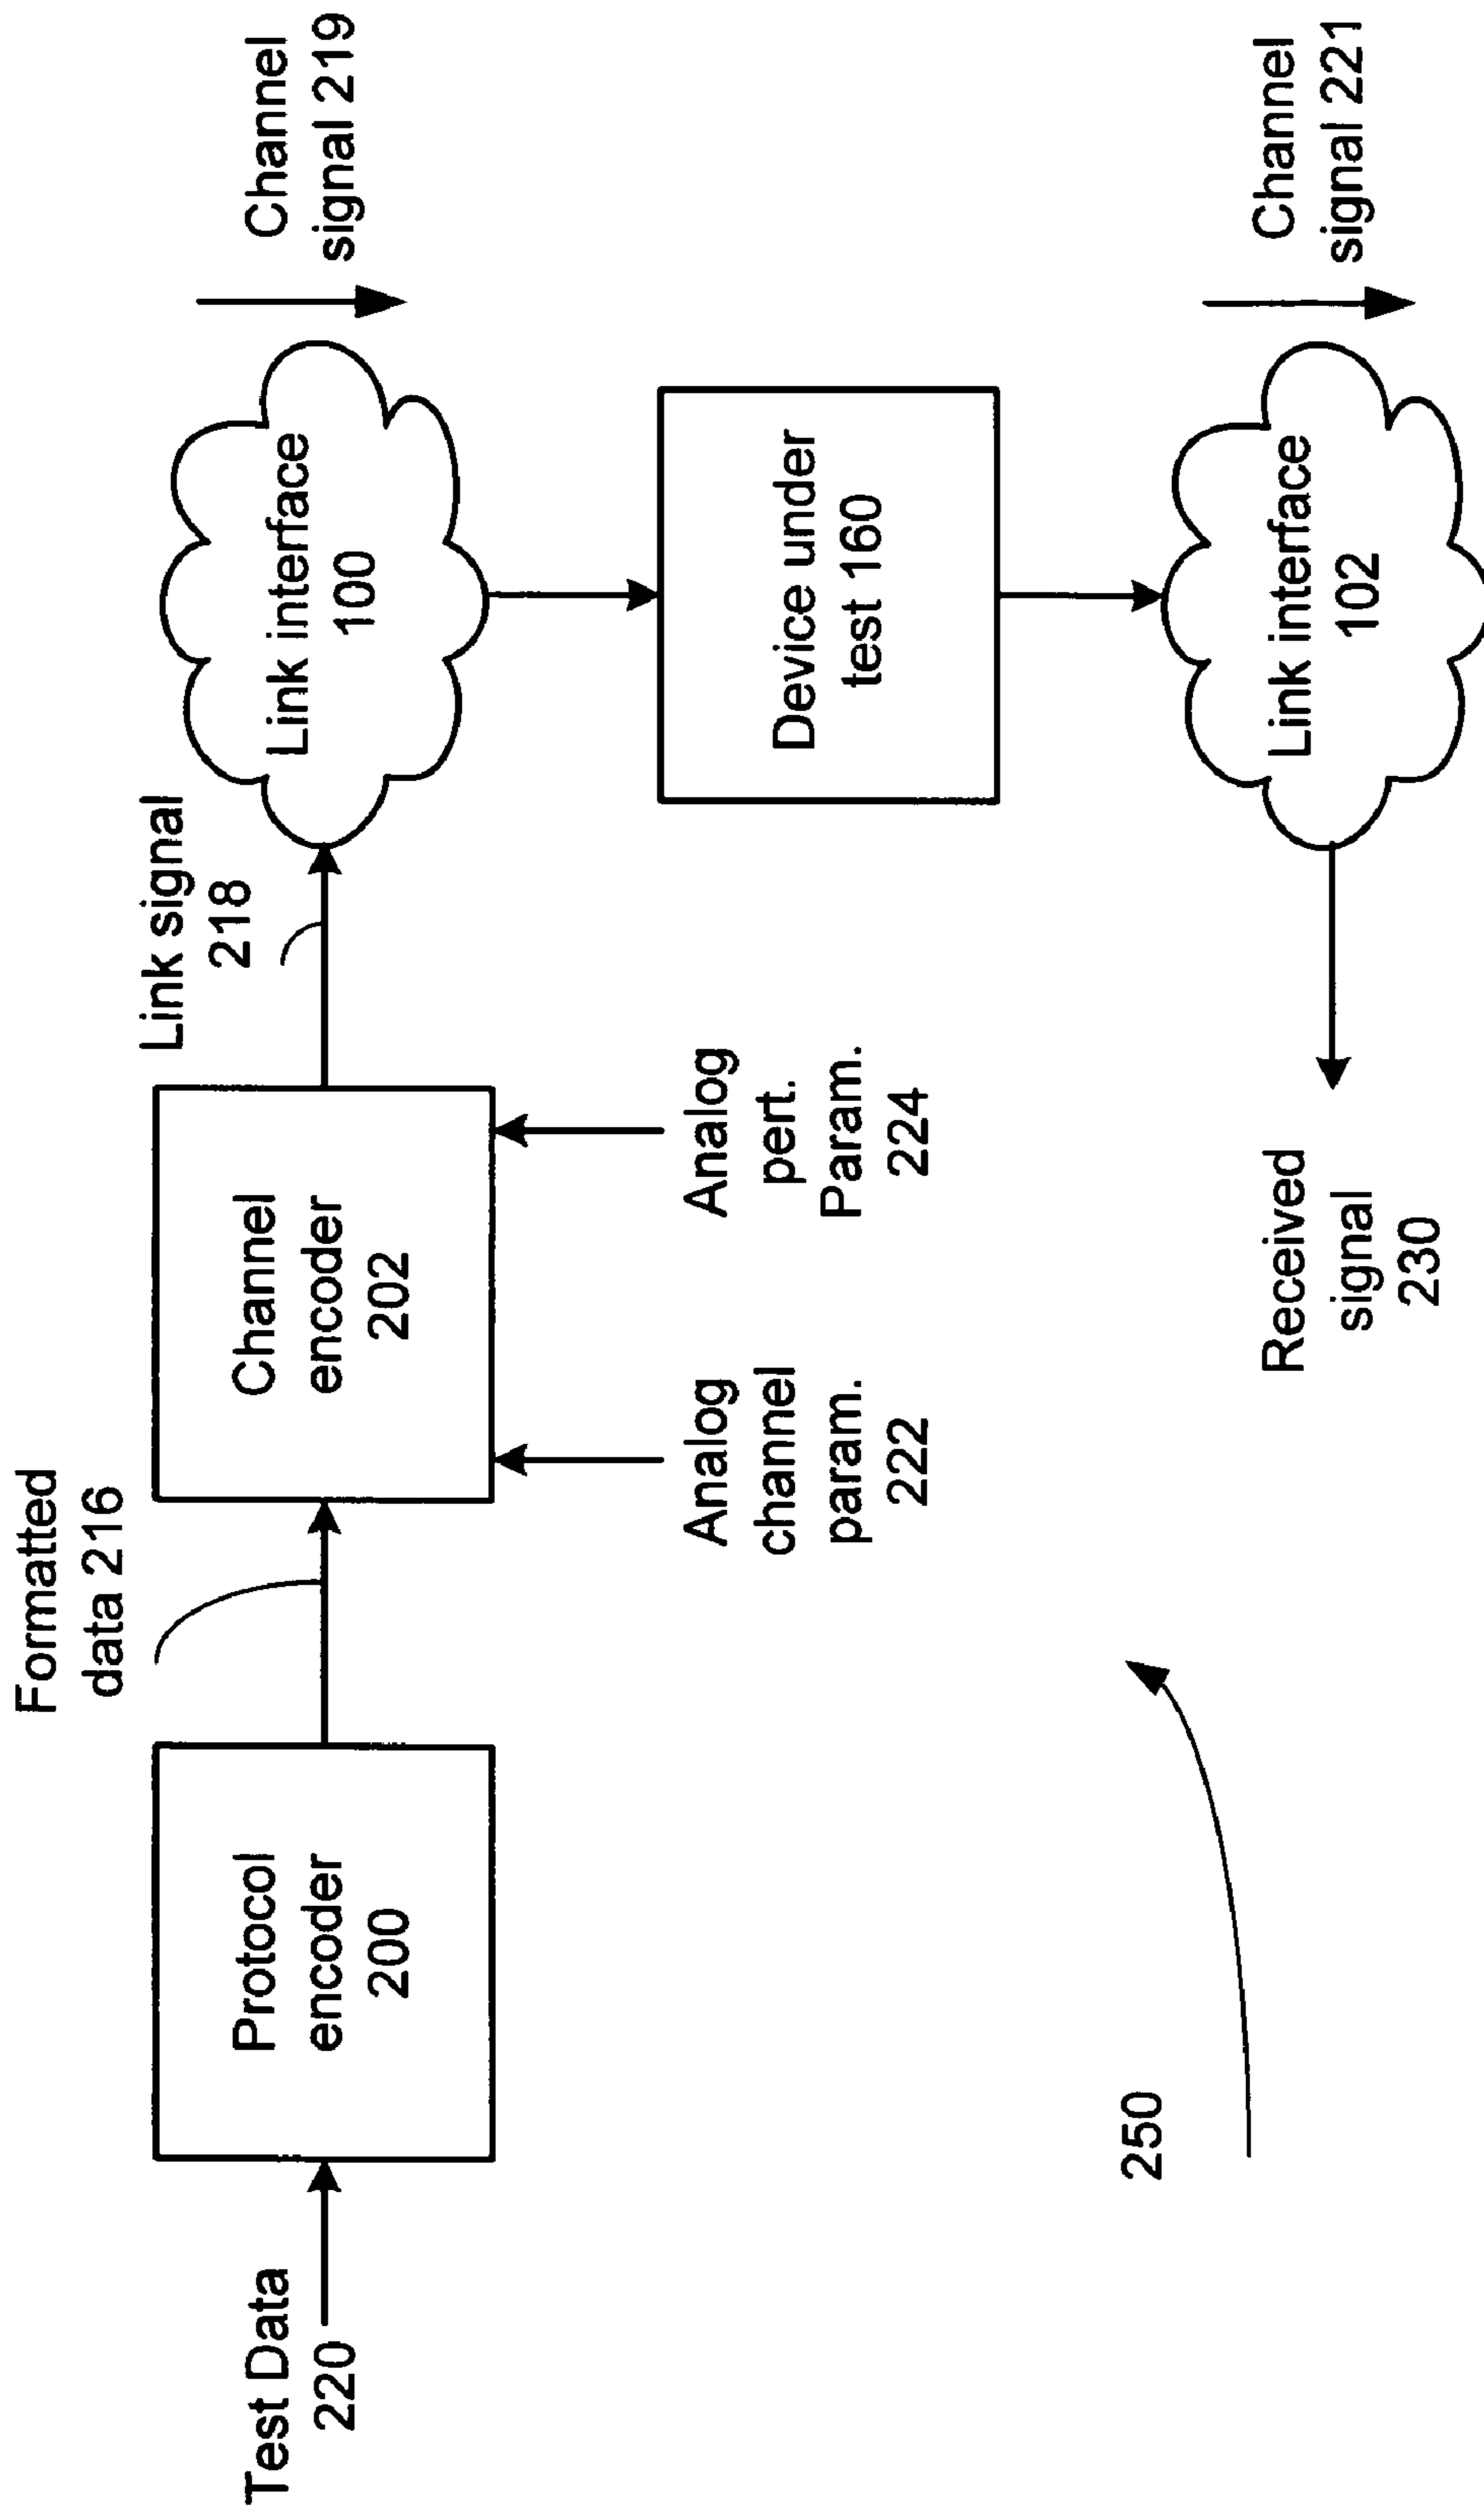 Formatted
data 216
Link signal
218
Test Data
220
Protocol
encoder
200
Channel
encoder
202
Link interface
100
Channel
signal 219
Analog
channel
param.
222
Analog
pert.
Param.
224
Device under
test 160
250
Received
signal
230
Link interface
102
Channel
signal 221